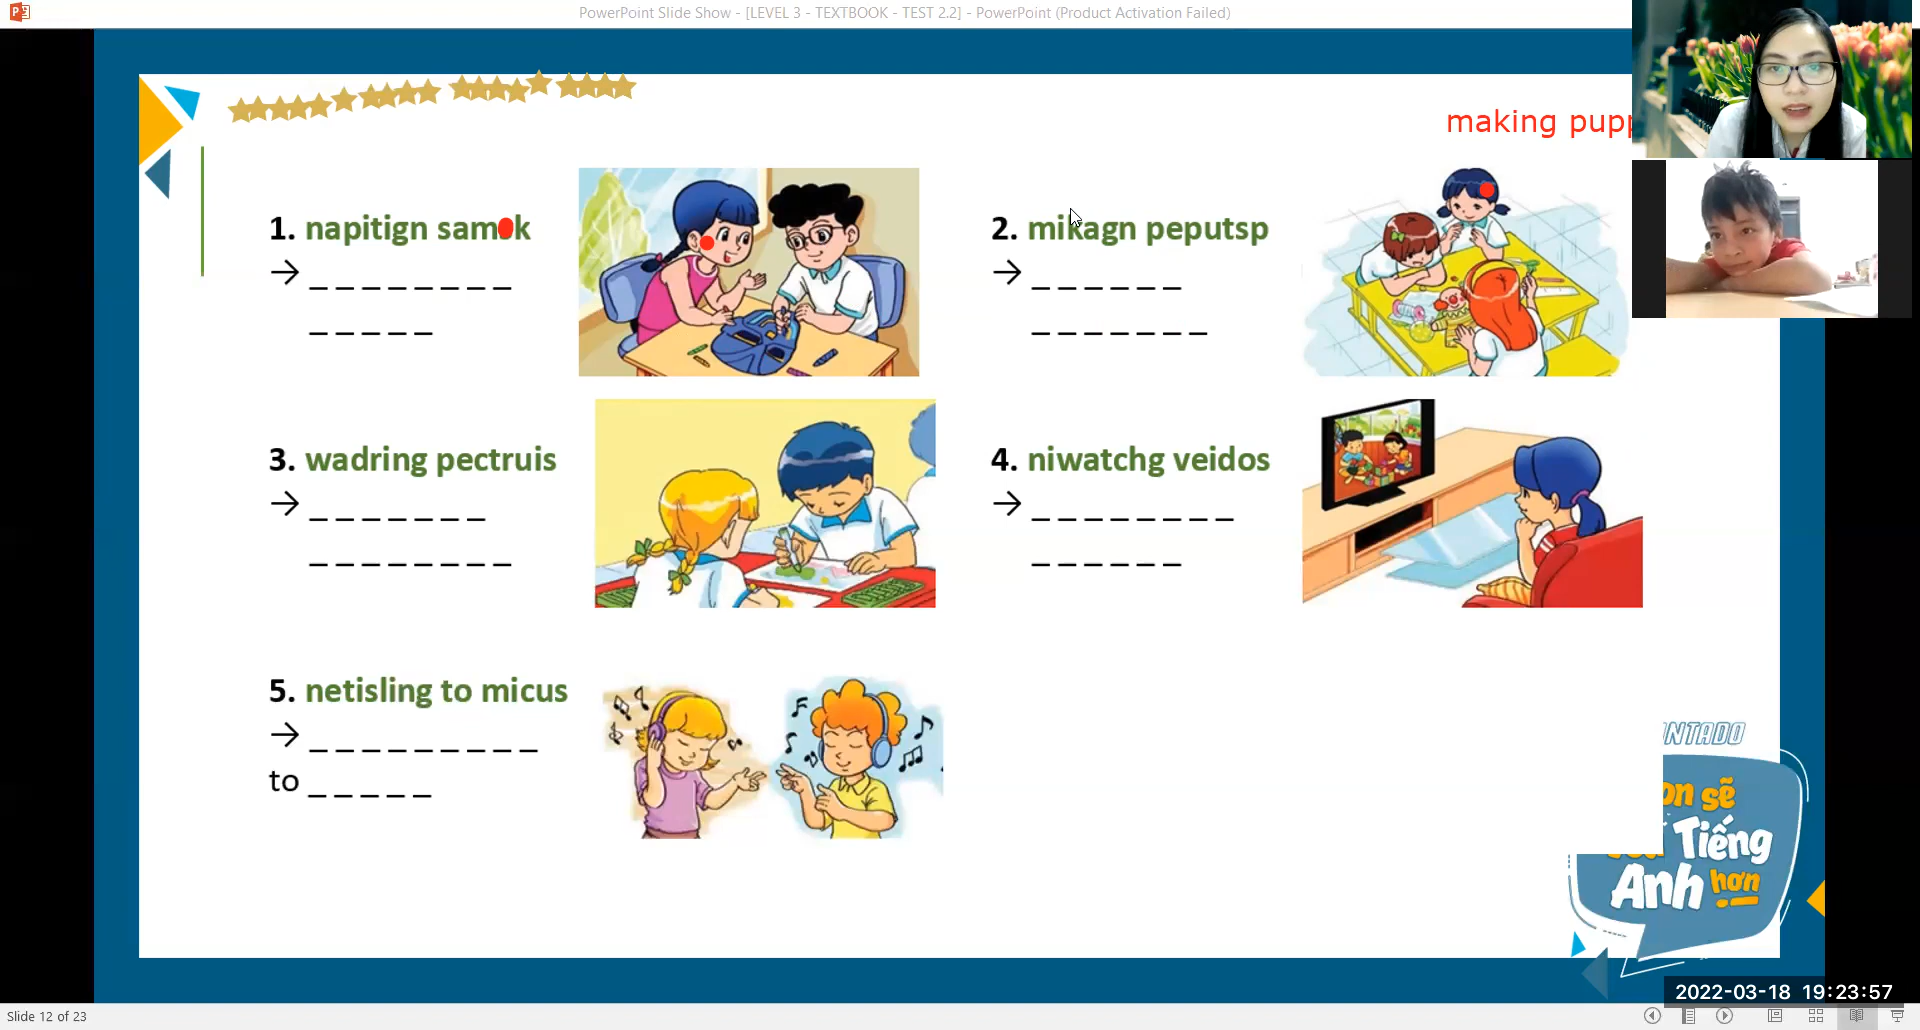 PowerPoint Slide Show - [LEVEL 3 - TEXTBOOK - TEST 2.2] - PowerPoint (Product Activation Failed)
making pupp
1. napitign samsk
→ _ _ _ _ _ _ _ _
_ _ _ _ _
2. mikagn peputsp
→ _ _ _ _ _ _
_ _ _ _ _ _ _
3. wadring pectruis
→ _ _ _ _ _ _ _
_ _ _ _ _ _ _ _
4. niwatchg veidos
→ _ _ _ _ _ _ _ _
_ _ _ _ _ _
5. netisling to micus
→ _ _ _ _ _ _ _ _ _
to _ _ _ _ _
NTADO
on sẽ
Tiếng
Anh hơn
2022-03-18 19:23:57
Slide 12 of 23